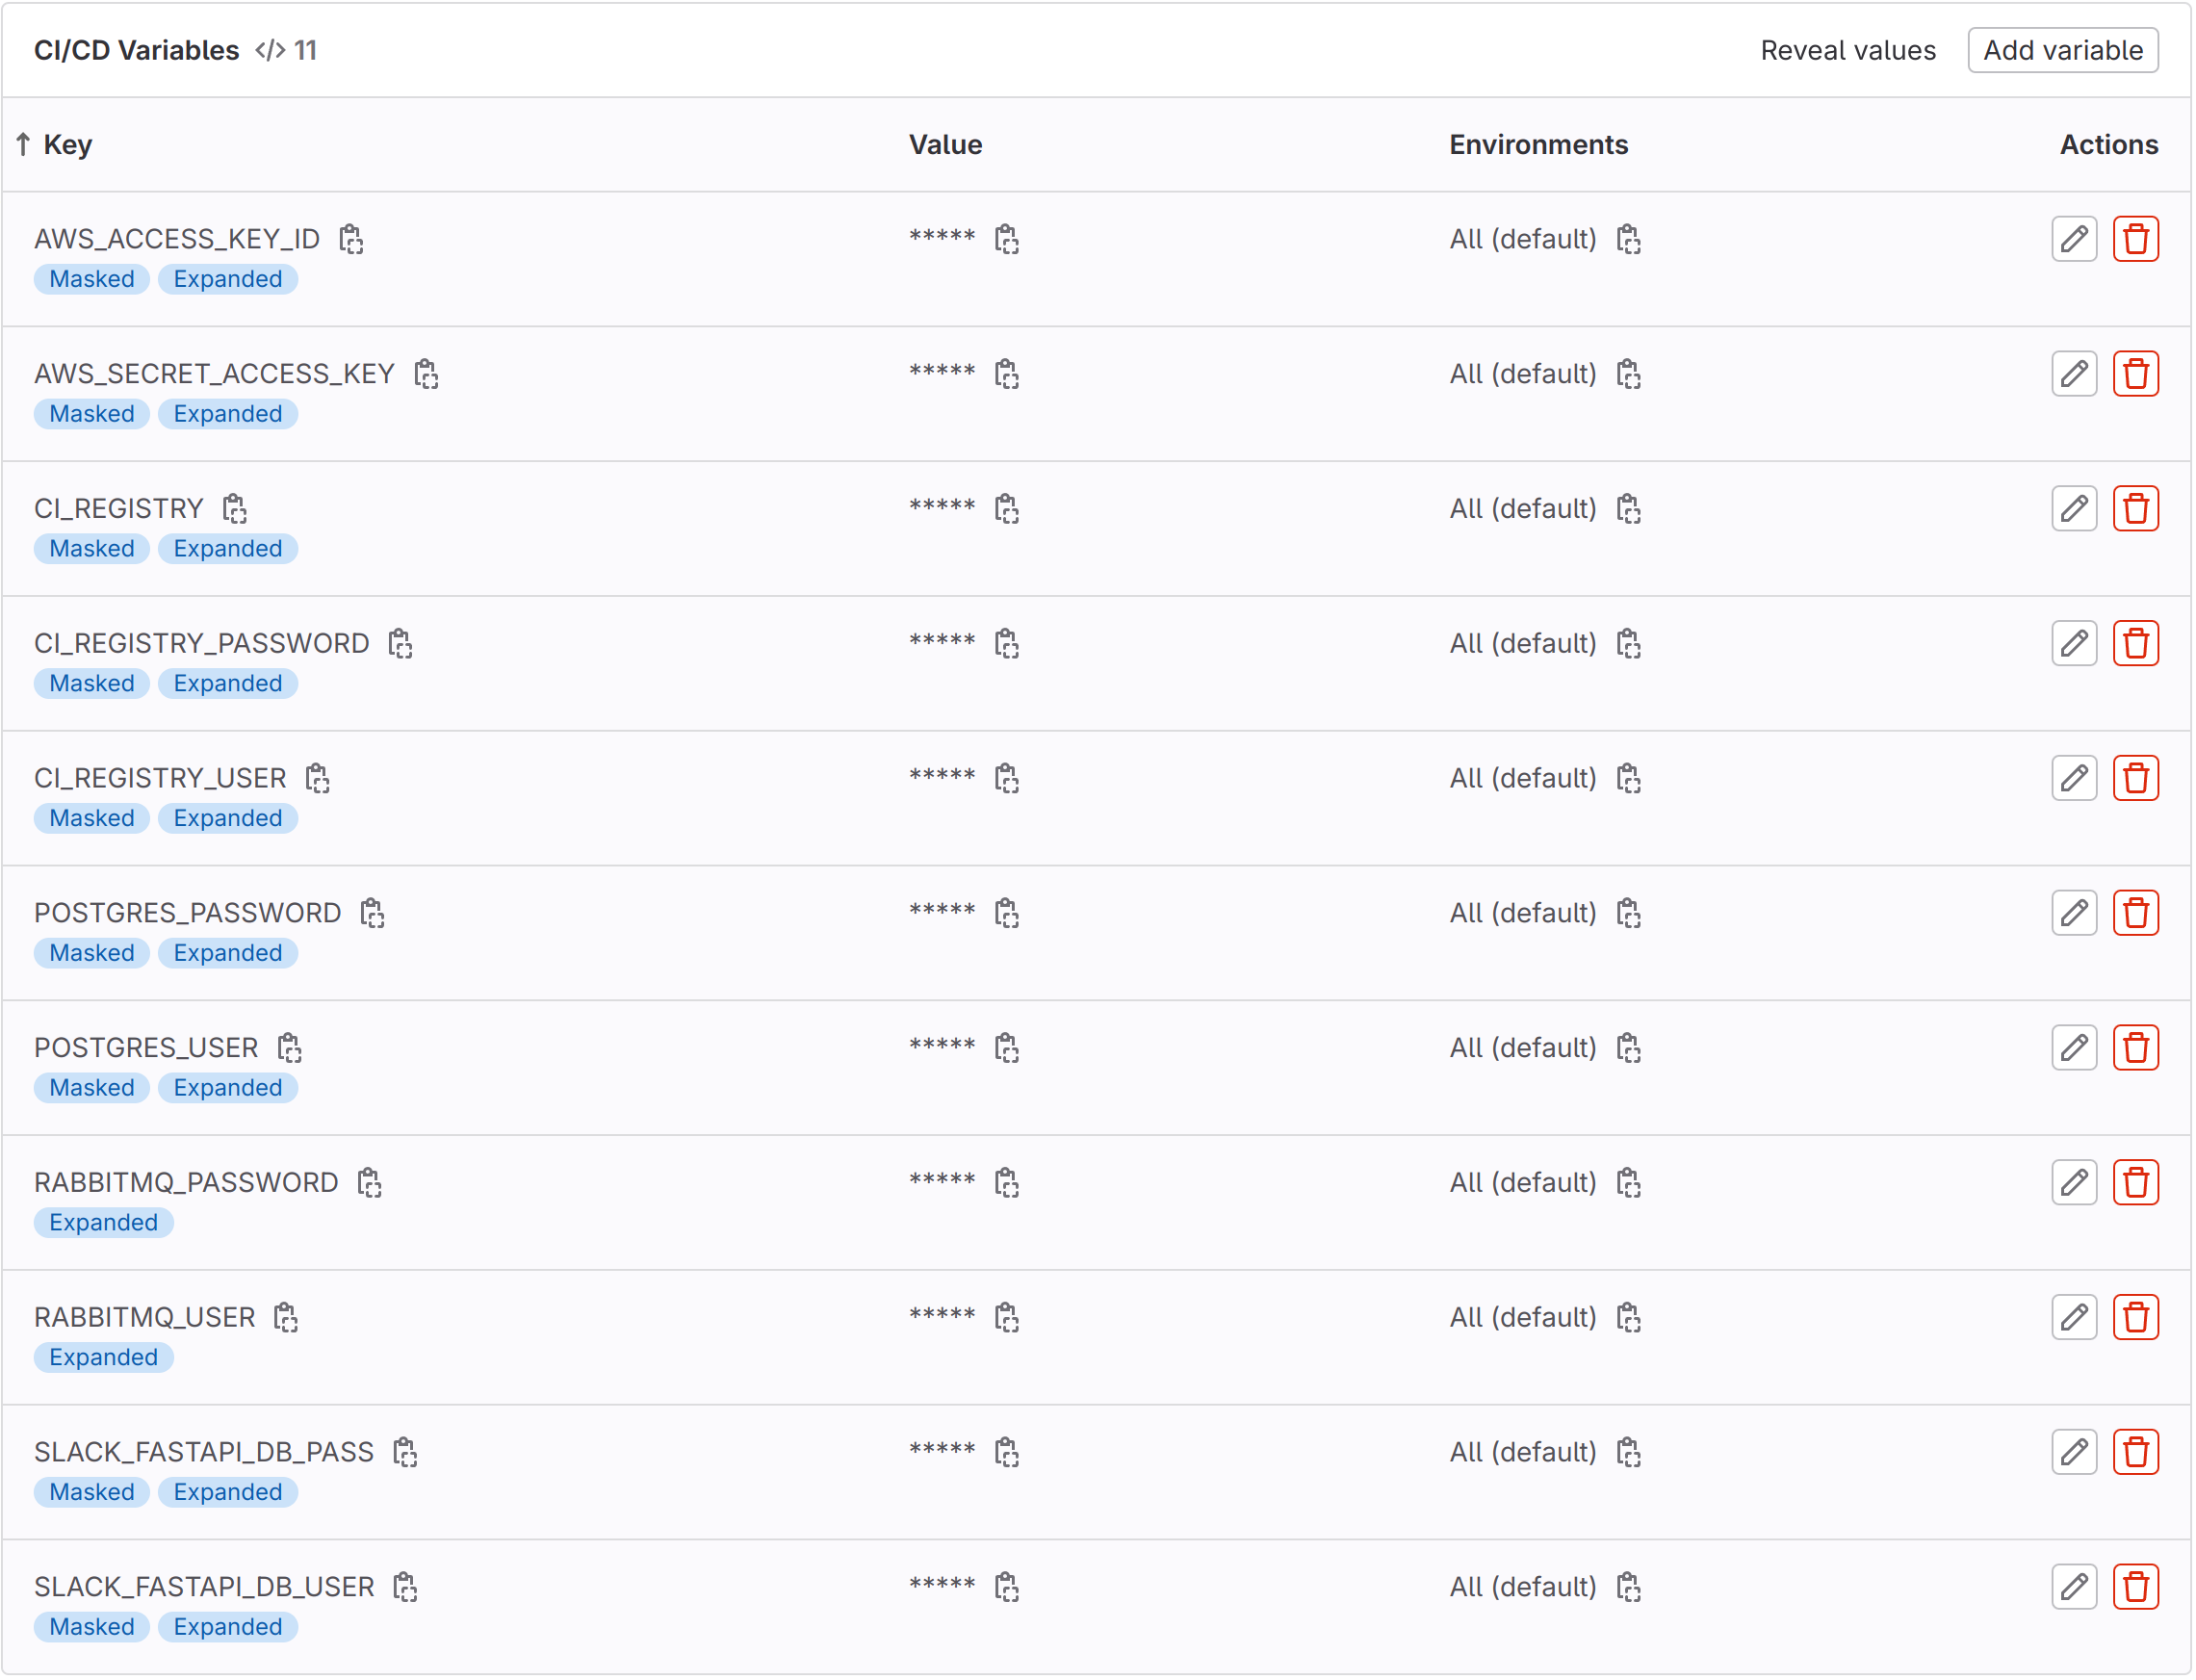 CI/CD Variables </> 11 Reveal values Add variable
↑ Key Value Environments Actions
AWS_ACCESS_KEY_ID ***** All (default)
Masked Expanded
AWS_SECRET_ACCESS_KEY ***** All (default)
Masked Expanded
CI_REGISTRY ***** All (default)
Masked Expanded
CI_REGISTRY_PASSWORD ***** All (default)
Masked Expanded
CI_REGISTRY_USER ***** All (default)
Masked Expanded
POSTGRES_PASSWORD ***** All (default)
Masked Expanded
POSTGRES_USER ***** All (default)
Masked Expanded
RABBITMQ_PASSWORD ***** All (default)
Expanded
RABBITMQ_USER ***** All (default)
Expanded
SLACK_FASTAPI_DB_PASS ***** All (default)
Masked Expanded
SLACK_FASTAPI_DB_USER ***** All (default)
Masked Expanded